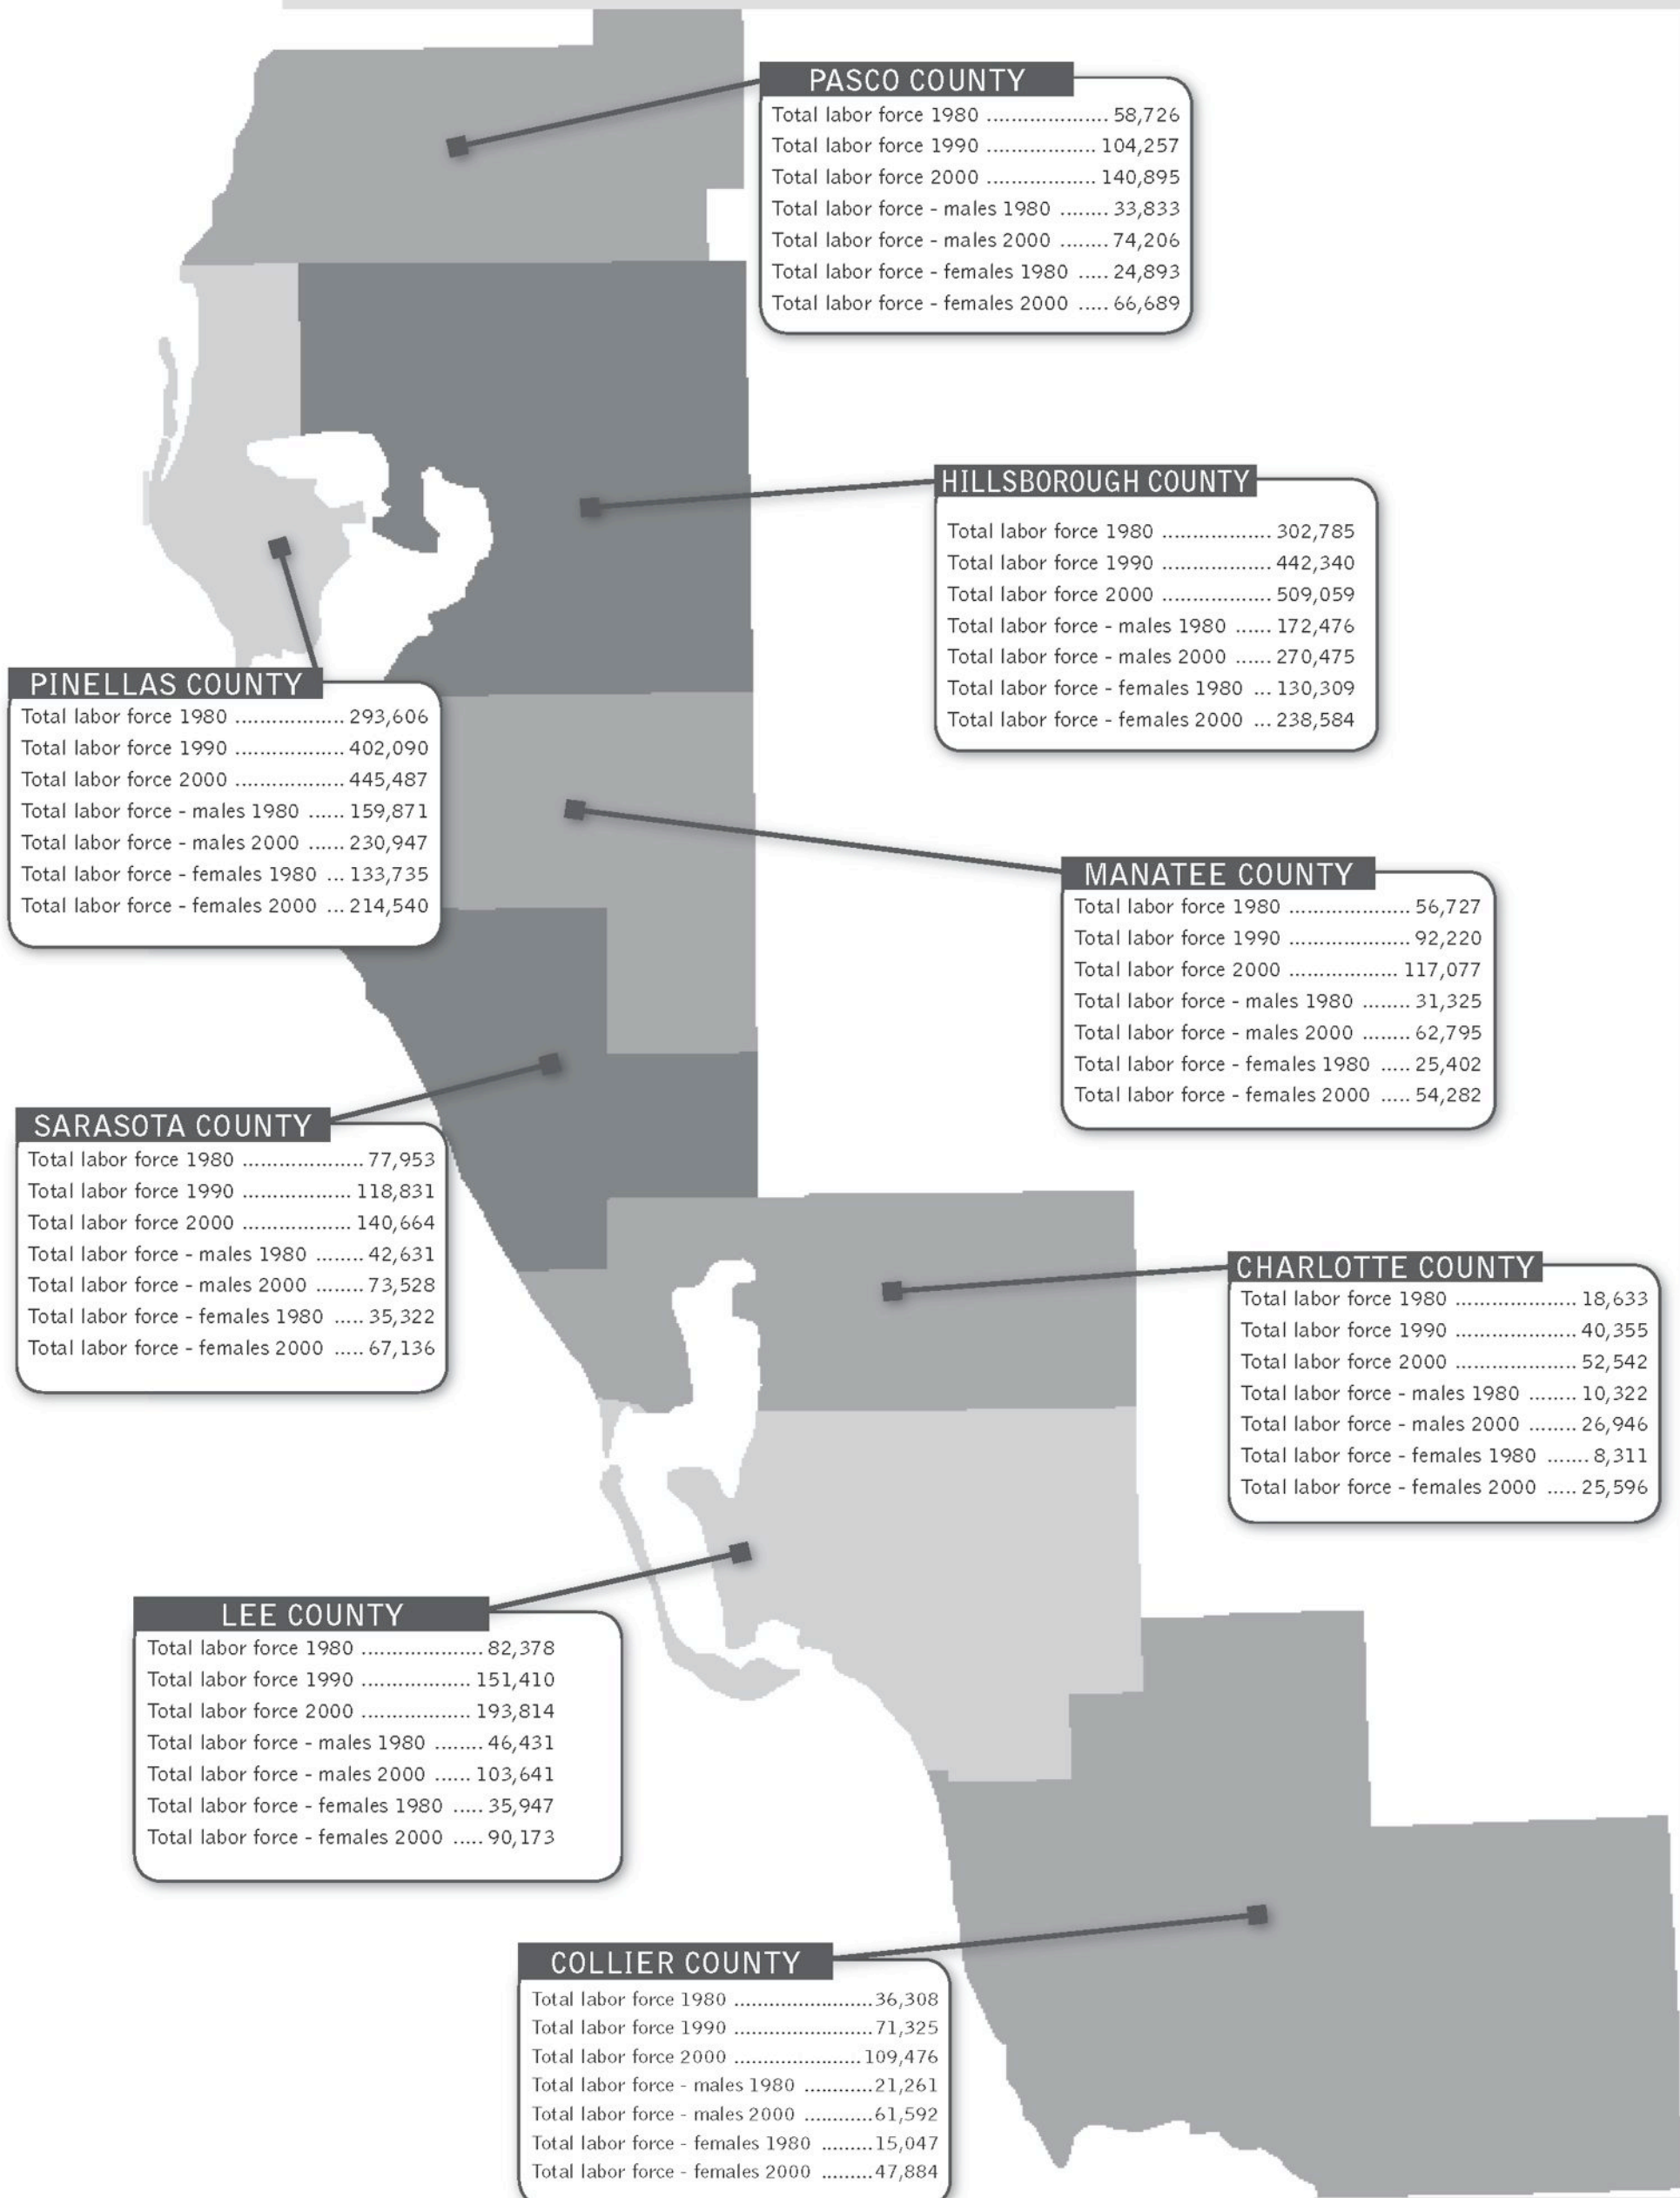 PASCO COUNTY
Total labor force 1980 .................... 58,726
Total labor force 1990 .................. 104,257
Total labor force 2000 .................. 140,895
Total labor force - males 1980 ........ 33,833
Total labor force - males 2000 ........ 74,206
Total labor force - females 1980 ..... 24,893
Total labor force - females 2000 ..... 66,689
HILLSBOROUGH COUNTY
Total labor force 1980 .................. 302,785
Total labor force 1990 .................. 442,340
Total labor force 2000 .................. 509,059
Total labor force - males 1980 ...... 172,476
Total labor force - males 2000 ...... 270,475
Total labor force - females 1980 ... 130,309
Total labor force - females 2000 ... 238,584
PINELLAS COUNTY
Total labor force 1980 .................. 293,606
Total labor force 1990 .................. 402,090
Total labor force 2000 .................. 445,487
Total labor force - males 1980 ...... 159,871
Total labor force - males 2000 ...... 230,947
Total labor force - females 1980 ... 133,735
Total labor force - females 2000 ... 214,540
MANATEE COUNTY
Total labor force 1980 .................... 56,727
Total labor force 1990 .................... 92,220
Total labor force 2000 .................. 117,077
Total labor force - males 1980 ........ 31,325
Total labor force - males 2000 ........ 62,795
Total labor force - females 1980 ..... 25,402
Total labor force - females 2000 ..... 54,282
SARASOTA COUNTY
Total labor force 1980 .................... 77,953
Total labor force 1990 .................. 118,831
Total labor force 2000 .................. 140,664
Total labor force - males 1980 ........ 42,631
Total labor force - males 2000 ........ 73,528
Total labor force - females 1980 ..... 35,322
Total labor force - females 2000 ..... 67,136
CHARLOTTE COUNTY
Total labor force 1980 .................... 18,633
Total labor force 1990 .................... 40,355
Total labor force 2000 .................... 52,542
Total labor force - males 1980 ........ 10,322
Total labor force - males 2000 ........ 26,946
Total labor force - females 1980 ....... 8,311
Total labor force - females 2000 ..... 25,596
LEE COUNTY
Total labor force 1980 .................... 82,378
Total labor force 1990 .................. 151,410
Total labor force 2000 .................. 193,814
Total labor force - males 1980 ........ 46,431
Total labor force - males 2000 ...... 103,641
Total labor force - females 1980 ..... 35,947
Total labor force - females 2000 ..... 90,173
COLLIER COUNTY
Total labor force 1980 .......................36,308
Total labor force 1990 .......................71,325
Total labor force 2000 .....................109,476
Total labor force - males 1980 ............21,261
Total labor force - males 2000 ............61,592
Total labor force - females 1980 .........15,047
Total labor force - females 2000 .........47,884